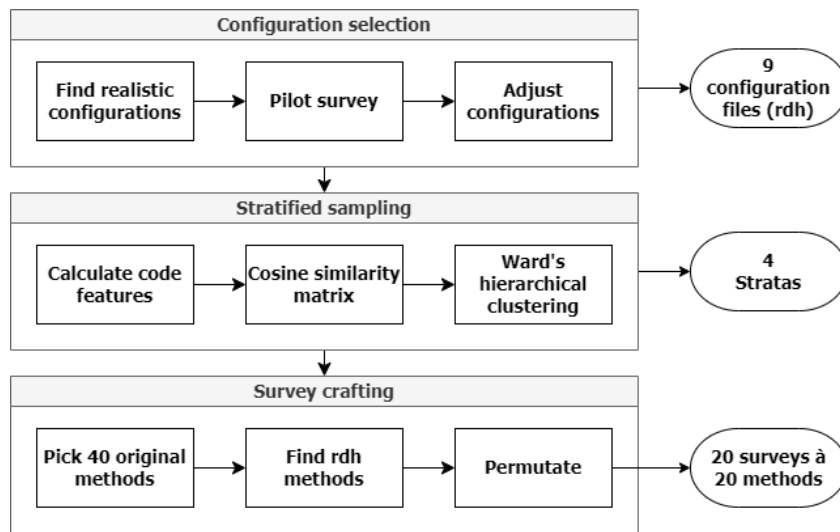 Configuration selection
Find realistic
configurations
Pilot survey
Adjust
configurations
9
configuration
files (rdh)
Stratified sampling
Calculate code
features
Cosine similarity
matrix
Ward's
hierarchical
clustering
4
Stratas
Survey crafting
Pick 40 original
methods
Find rdh
methods
Permutate
20 surveys à
20 methods